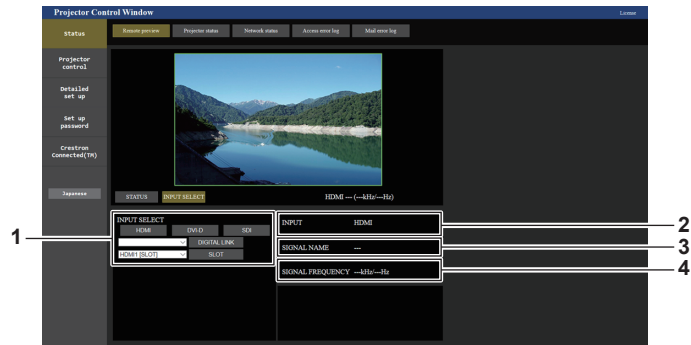 Projector Control Window
License
Status
Remote preview
Projector status
Network status
Access error log
Mail error log
Projector
control
Detailed
set up
Set up
password
Crestron
Connected(TM)
Japanese
STATUS
INPUT SELECT
HDMI --- (---kHz/---Hz)
1
INPUT SELECT
HDMI
DVI-D
SDI
DIGITAL LINK
HDMI1 [SLOT]
SLOT
INPUT HDMI
2
SIGNAL NAME ---
3
SIGNAL FREQUENCY ---kHz/---Hz
4